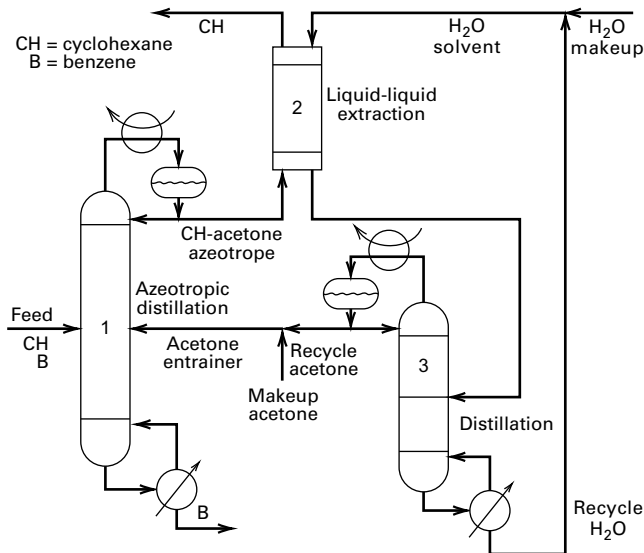 CH
H₂O
solvent
H₂O
makeup
CH = cyclohexane
B = benzene
2
Liquid-liquid
extraction
CH-acetone
azeotrope
Azeotropic
distillation
Feed
CH
B
1
Acetone
entrainer
Recycle
acetone
Makeup
acetone
3
Distillation
B
Recycle
H₂O